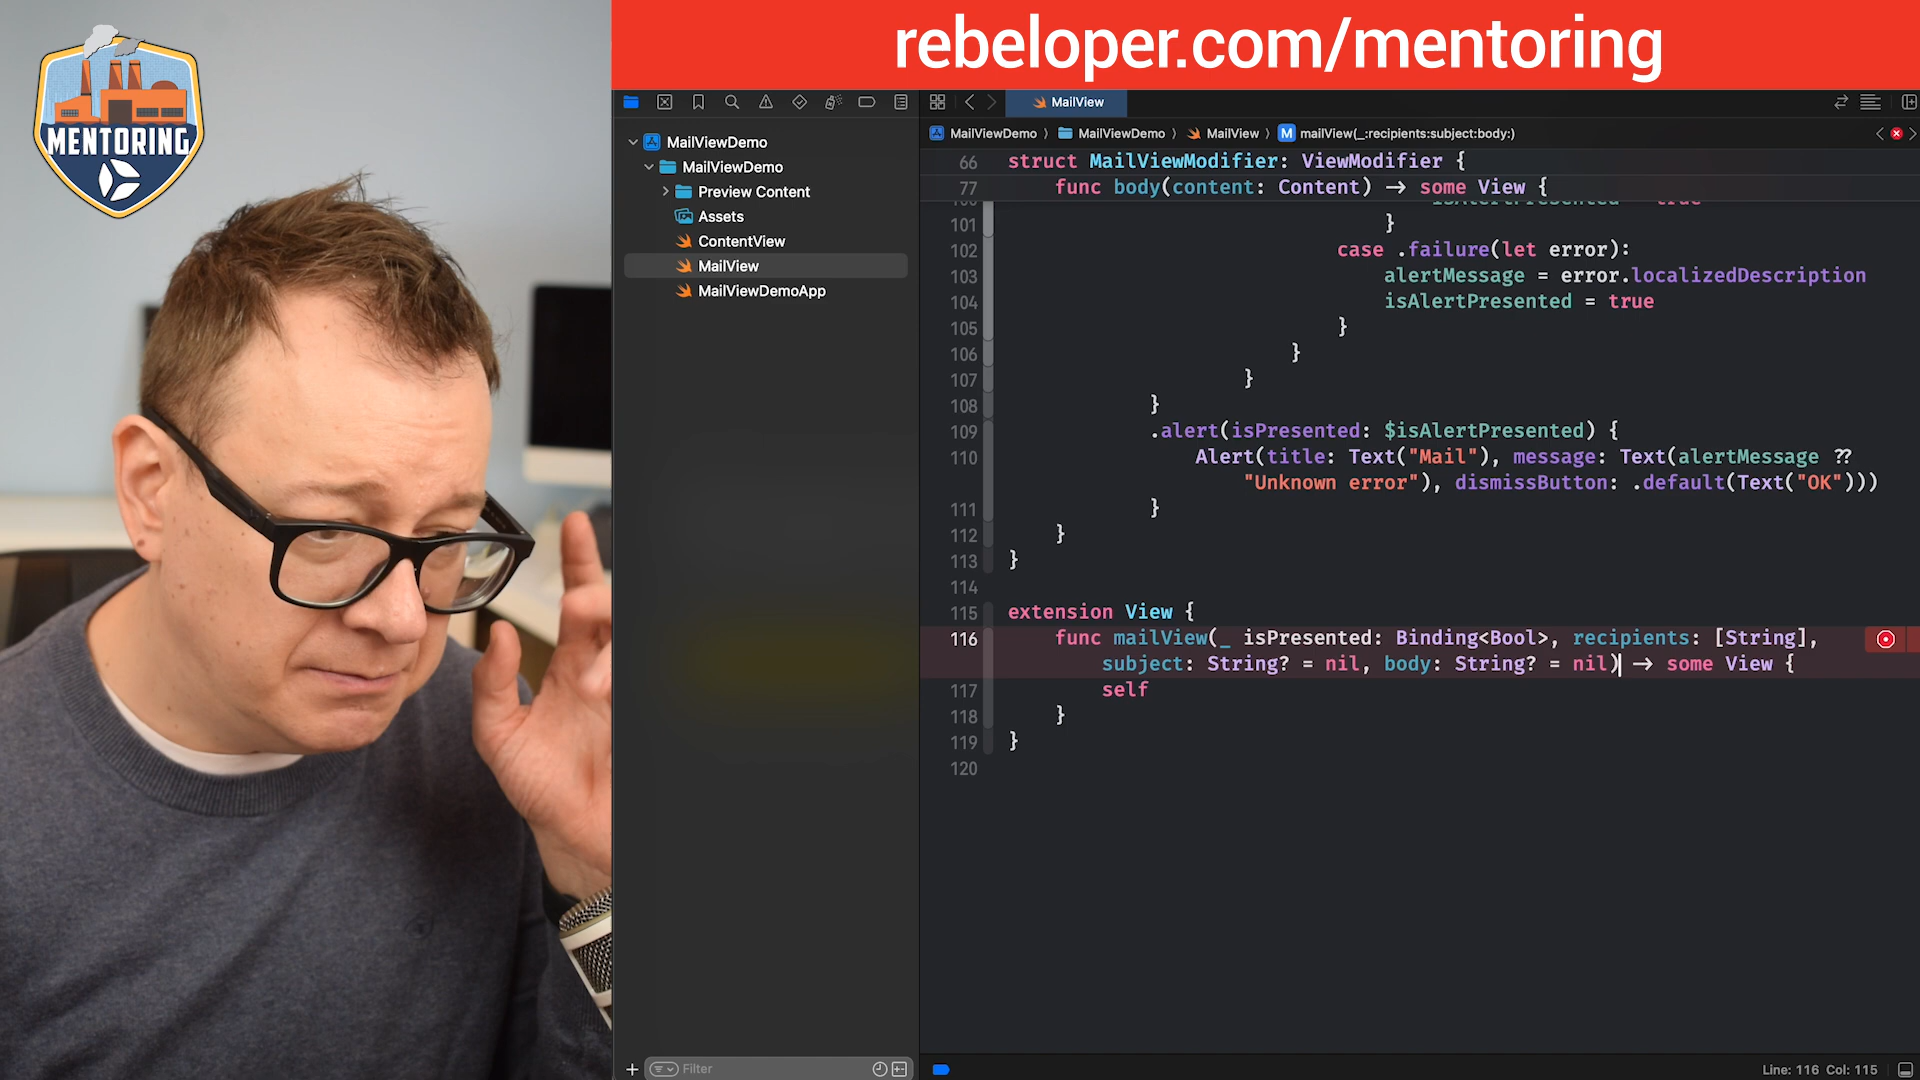 rebeloper.com/mentoring
MENTORING
MailViewDemo
MailViewDemo
Preview Content
Assets
ContentView
MailView
MailViewDemoApp
Filter
MailView
MailViewDemo 〉 MailViewDemo 〉 MailView 〉 M mailView(_:recipients:subject:body:)
66 struct MailViewModifier: ViewModifier {
77 func body(content: Content) -> some View {
101 }
102 case .failure(let error):
103 alertMessage = error.localizedDescription
104 isAlertPresented = true
105 }
106 }
107 }
108 }
109 .alert(isPresented: $isAlertPresented) {
110 Alert(title: Text("Mail"), message: Text(alertMessage ??
"Unknown error"), dismissButton: .default(Text("OK")))
111 }
112 }
113 }
114
115 extension View {
116 func mailView(_ isPresented: Binding<Bool>, recipients: [String],
subject: String? = nil, body: String? = nil) -> some View {
117 self
118 }
119 }
120
Line: 116 Col: 115